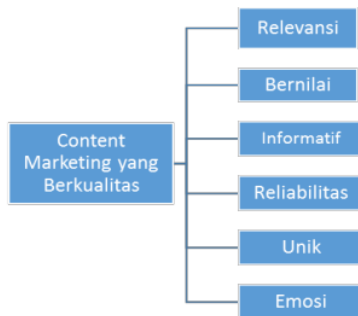 Content
Marketing yang
Berkualitas
Relevansi
Bernilai
Informatif
Reliabilitas
Unik
Emosi